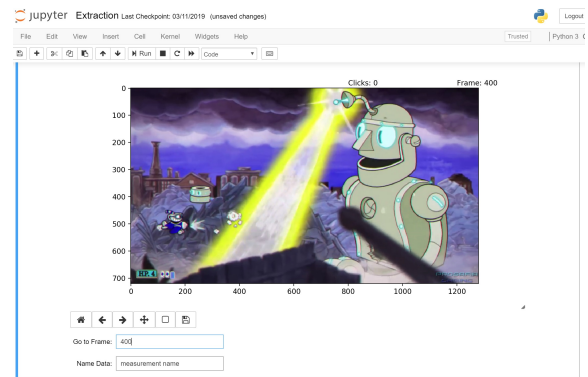 jupyter Extraction Last Checkpoint: 03/11/2019 (unsaved changes)
Logout
File Edit View Insert Cell Kernel Widgets Help
Trusted Python 3
Run Code
Clicks: 0 Frame: 400
0
100
200
300
400
500
600
700
HP. 4
0 200 400 600 800 1000 1200
Go to Frame: 400
Name Data: measurement name